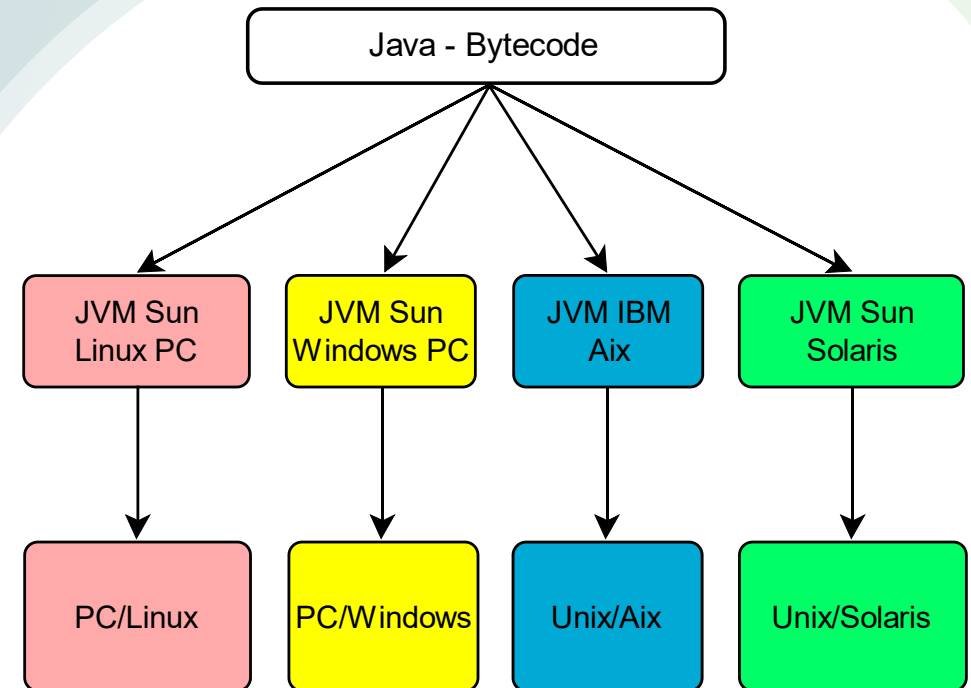 Java - Bytecode
JVM Sun
Linux PC
JVM Sun
Windows PC
JVM IBM
Aix
JVM Sun
Solaris
PC/Linux
PC/Windows
Unix/Aix
Unix/Solaris